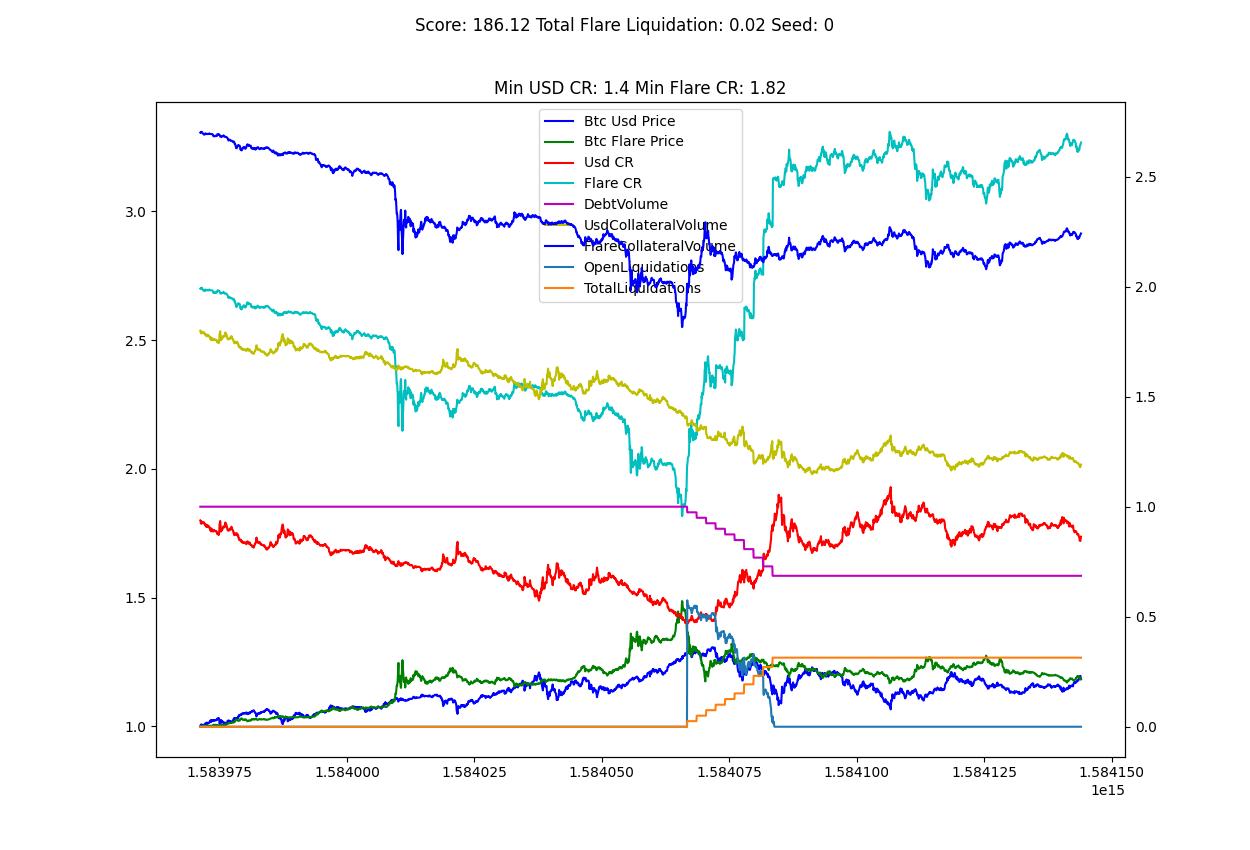 Score: 186.12 Total Flare Liquidation: 0.02 Seed: 0
Min USD CR: 1.4 Min Flare CR: 1.82
Btc Usd Price
Btc Flare Price
Usd CR
Flare CR
DebtVolume
UsdCollateralVolume
FlareCollateralVolume
OpenLiquidations
TotalLiquidations
3.0
2.5
2.0
1.5
1.0
2.5
2.0
1.5
1.0
0.5
0.0
1.583975 1.584000 1.584025 1.584050 1.584075 1.584100 1.584125 1.584150
1e15